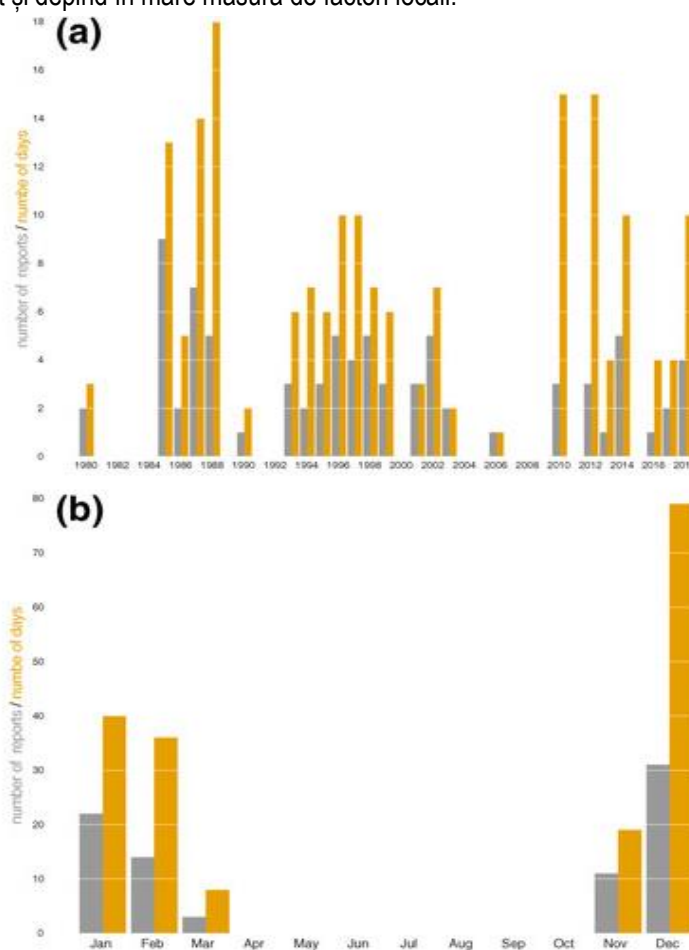 și depind în mare măsură de factori locali.
(a)
18
16
14
12
10
8
6
4
2
0
number of reports / numbe of days
1980 1982 1984 1986 1988 1990 1992 1994 1996 1998 2000 2002 2004 2006 2008 2010 2012 2014 2016
(b)
80
70
60
50
40
30
20
10
0
number of reports / numbe of days
Jan Feb Mar Apr May Jun Jul Aug Sep Oct Nov Dec